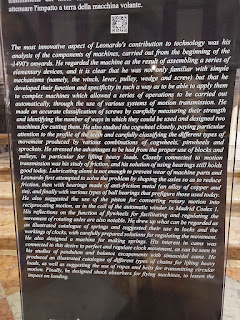 atterra l'impatto a terra della macchina volante.
The most innovative aspect of Leonardo's contribution to technology was his
analysis of the components of machines, carried out from the beginning of the
1490's onwards. He regarded the machine as the result of assembling a series of
elementary devices, and it is clear that he was not only familiar with simple
mechanisms (namely, the winch, lever, pulley, wedge and screw) but that he
developed their function and specificity in such a way as to be able to apply them
to complex machines which allowed a series of operations to be carried out
automatically, through the use of various systems of motion transmission. He
made a complete classification of screws by carefully measuring their strength
and identifying the number of ways in which they could be used and designed two
machines for cutting them. He also studied the cogwheel closely, paying particular
attention to the profile of the teeth and carefully classifying the different types of
movement produced by various combinations of cogwheels, pinwheels and
sprockets. He stressed the advantages to be had from the proper use of blocks and
pulleys, in particular for lifting heavy loads. Closely connected to motion
transmission was his study of friction, and his solution of using bearings still holds
good today. Lubricating alone is not enough to prevent wear of machine parts and
Leonardo first attempted to solve the problem by shaping the axles so as to reduce
friction, then with bearings made of anti-friction metal (an alloy of copper and
tin), and finally with various types of ball bearings that prefigure those used today.
He also suggested the use of the piston for converting rotary motion into
reciprocating motion, as in the coil of the automatic winder in Madrid Codex I.
His reflections on the function of flywheels for facilitating and regulating the
movement of rotating axles are also notable. He drew up what can be regarded as
an illustrated catalogue of springs and suggested their use in locks and the
workings of clocks, with carefully prepared solutions for regulating the movement.
He also designed a machine for making springs. His interest in cams was
connected to this desire to perfect and regulate clock movement, as can be seen in
his studies of pendulum and balance escapements with sinusoidal cams. He
produced an illustrated catalogue of different types of chains for lifting heavy
loads, as well as suggesting the use of ropes and belts for transmitting circular
motion. Finally, he designed shock absorbers for flying machines, to lessen the
impact on landing.